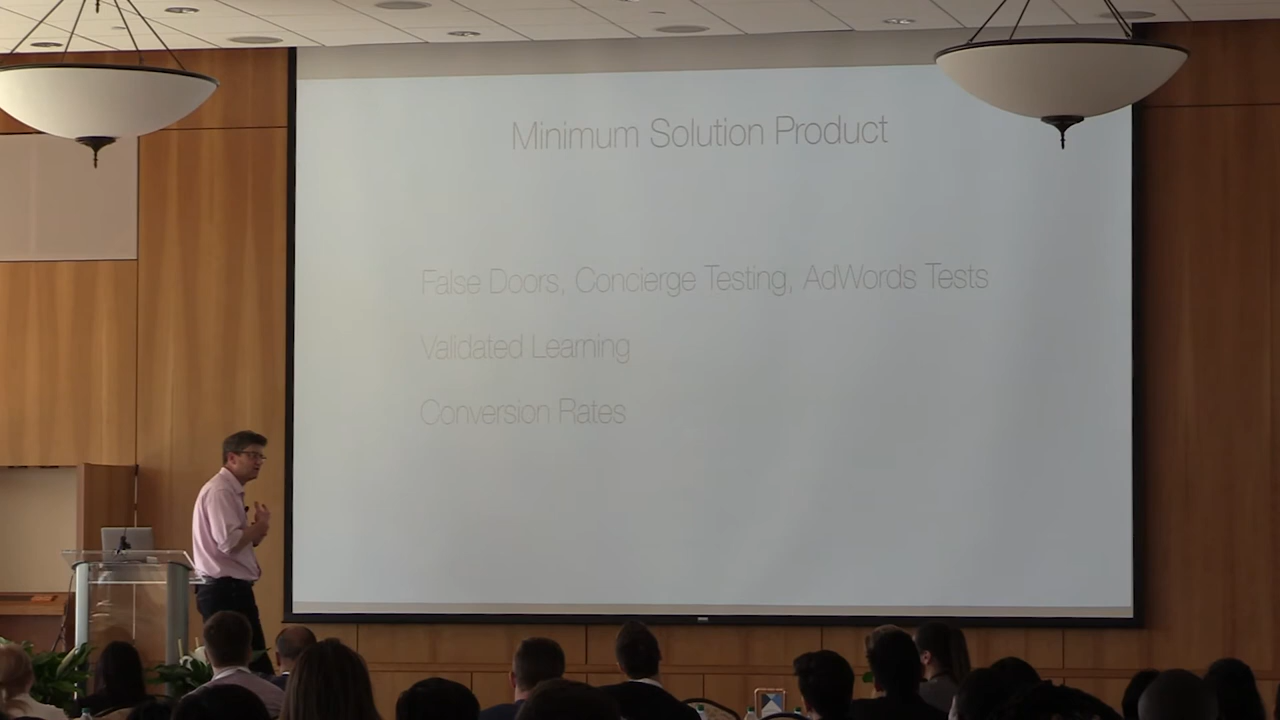 Minimum Solution Product
False Doors, Concierge Testing, AdWords Tests
Validated Learning
Conversion Rates